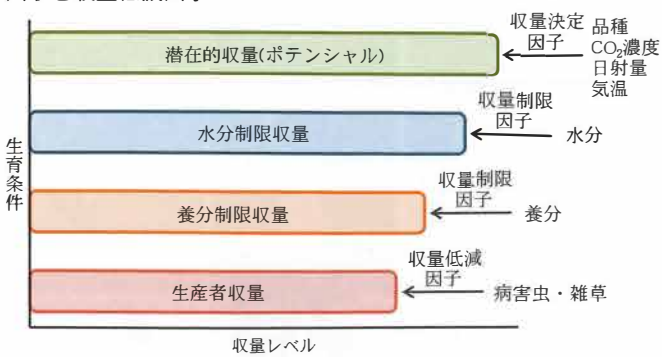 潜在的収量(ポテンシャル)
収量決定
因子
品種
CO₂濃度
日射量
気温
水分制限収量
収量制限
因子
水分
養分制限収量
収量制限
因子
養分
生産者収量
収量低減
因子
病害虫・雑草
生育条件
収量レベル